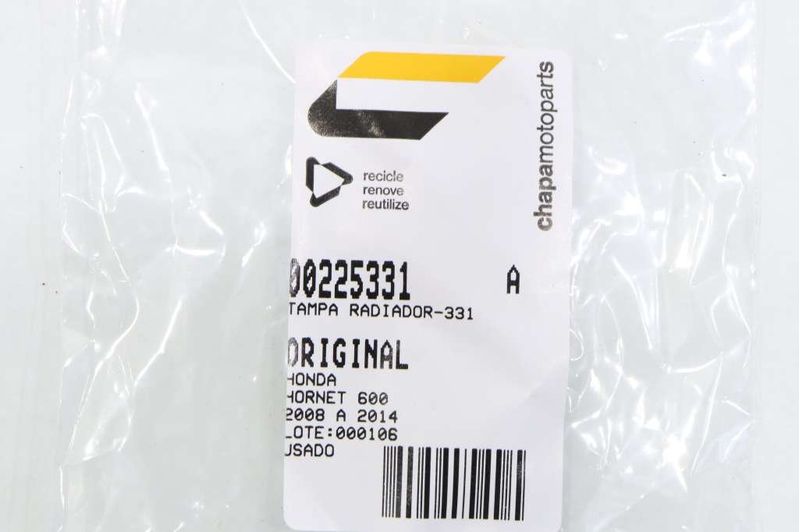 chapamotoparts
recicle
renove
reutilize
00225331 A
TAMPA RADIADOR-331
ORIGINAL
HONDA
HORNET 600
2008 A 2014
LOTE:000106
USADO